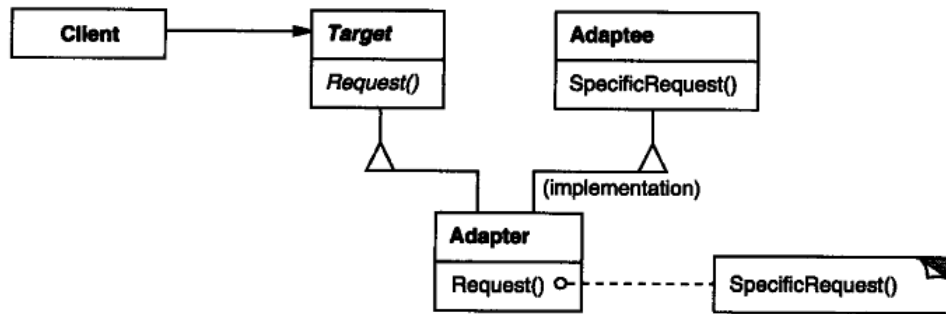 Client
Target
Request()
Adaptee
SpecificRequest()
(implementation)
Adapter
Request()
SpecificRequest()